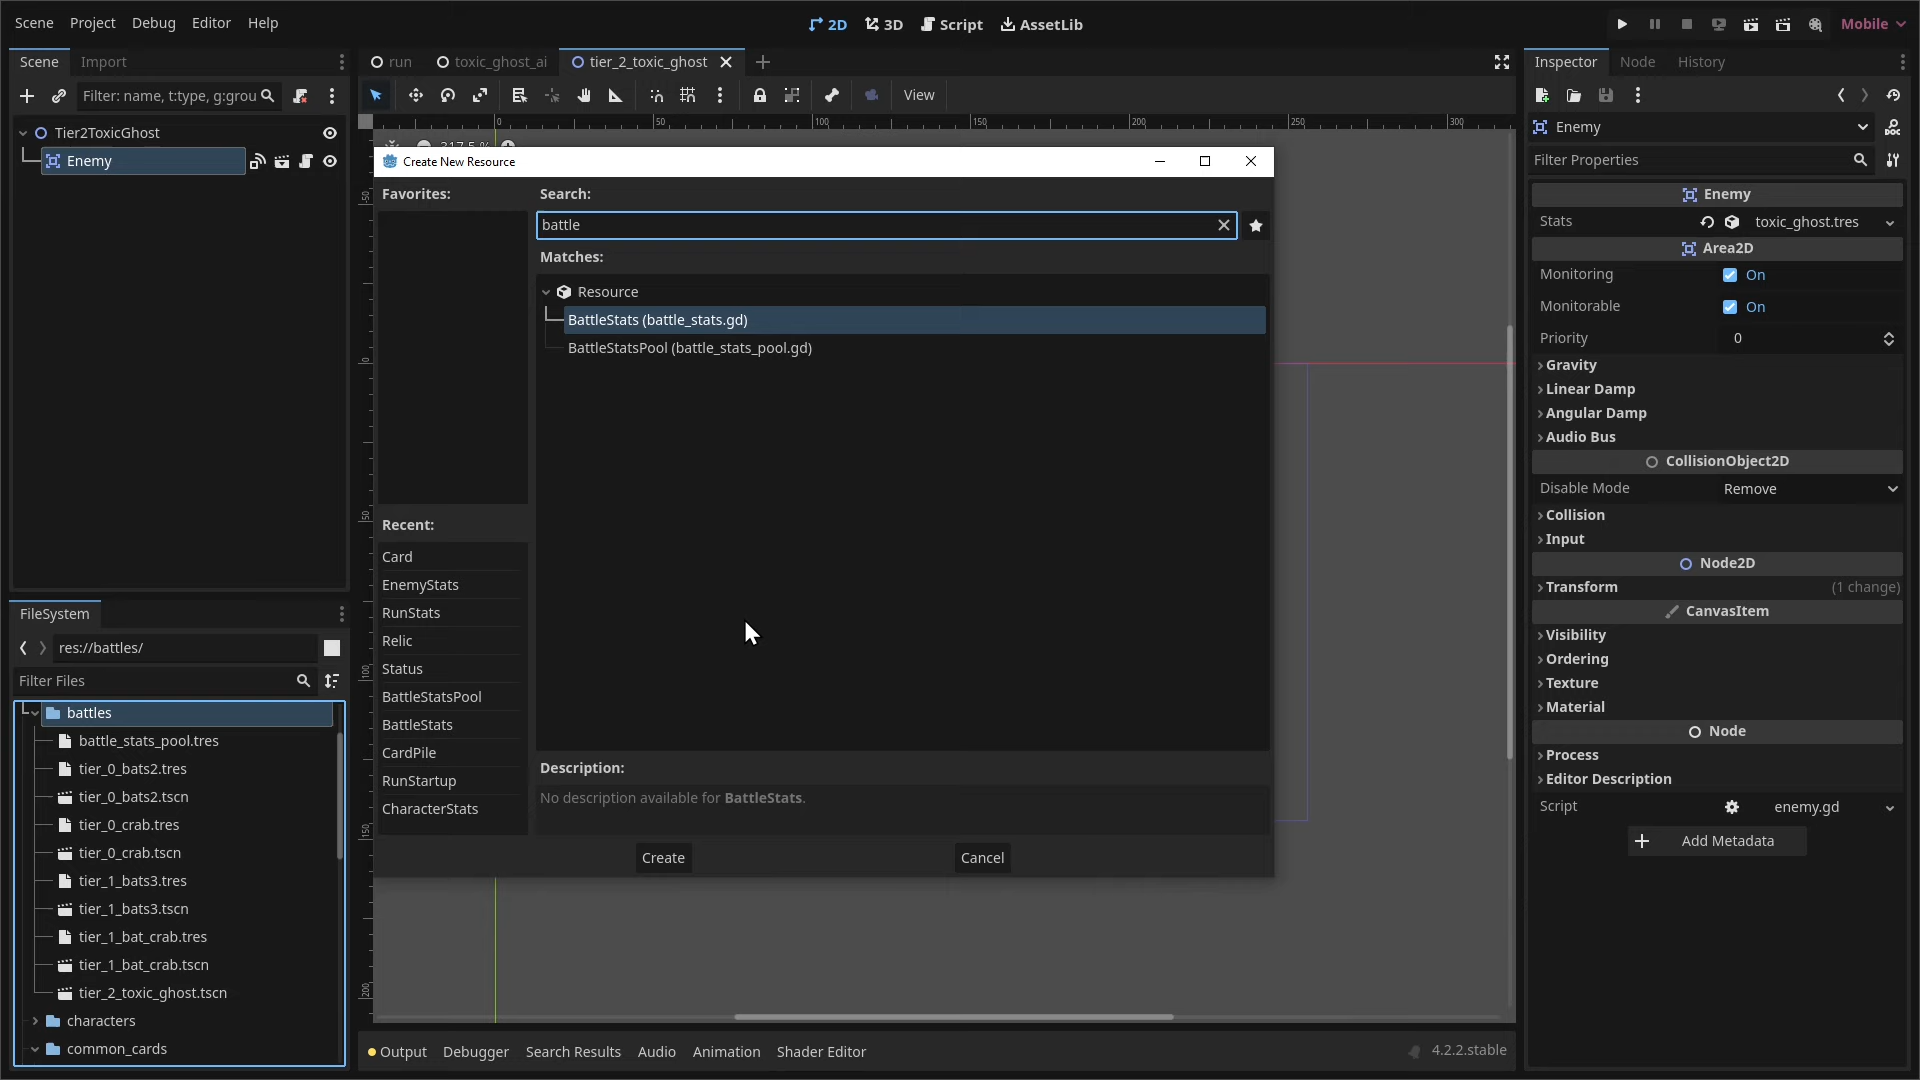 Scene Project Debug Editor Help
2D 3D Script AssetLib
Mobile
Scene Import
Filter: name, t:type, g:grou
Tier2ToxicGhost
Enemy
run toxic_ghost_ai tier_2_toxic_ghost
View
0 50 100 150 200 250 300
Create New Resource
Favorites:
Search:
battle
Matches:
Resource
BattleStats (battle_stats.gd)
BattleStatsPool (battle_stats_pool.gd)
Recent:
Card
EnemyStats
RunStats
Relic
Status
BattleStatsPool
BattleStats
CardPile
RunStartup
CharacterStats
Description:
No description available for BattleStats.
Create Cancel
FileSystem
res://battles/
Filter Files
battles
battle_stats_pool.tres
tier_0_bats2.tres
tier_0_bats2.tscn
tier_0_crab.tres
tier_0_crab.tscn
tier_1_bats3.tres
tier_1_bats3.tscn
tier_1_bat_crab.tres
tier_1_bat_crab.tscn
tier_2_toxic_ghost.tscn
characters
common_cards
Output Debugger Search Results Audio Animation Shader Editor
4.2.2.stable
Inspector Node History
Enemy
Filter Properties
Enemy
Stats toxic_ghost.tres
Area2D
Monitoring On
Monitorable On
Priority 0
Gravity
Linear Damp
Angular Damp
Audio Bus
CollisionObject2D
Disable Mode Remove
Collision
Input
Node2D
Transform (1 change)
CanvasItem
Visibility
Ordering
Texture
Material
Node
Process
Editor Description
Script enemy.gd
Add Metadata